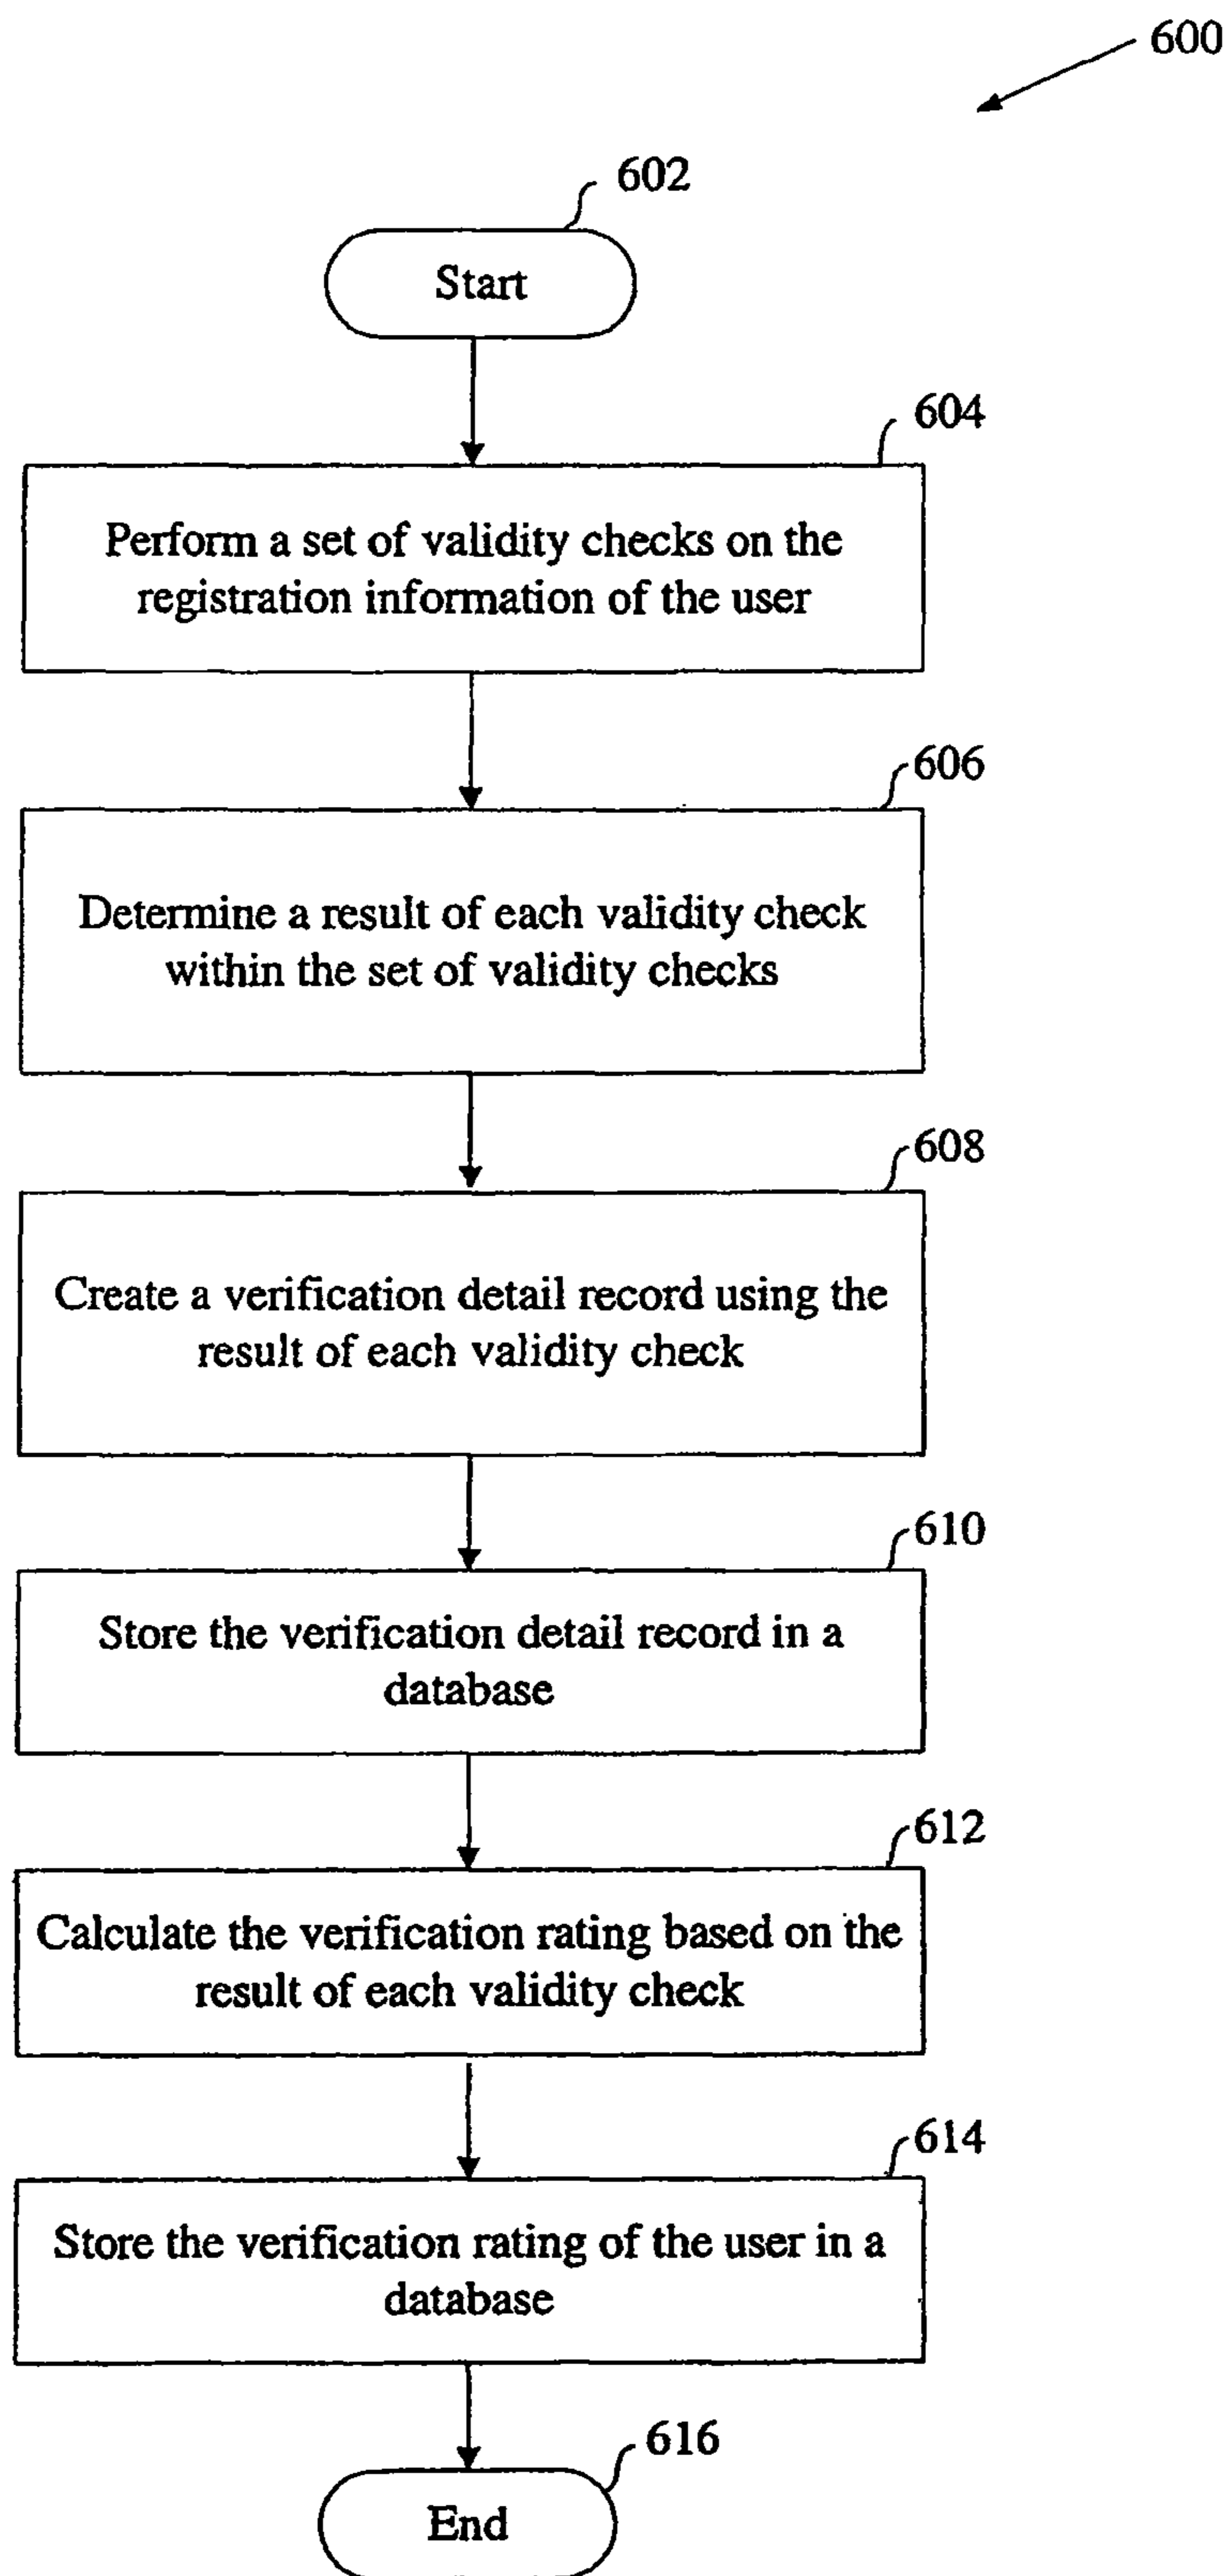 600
602
Start
604
Perform a set of validity checks on the
registration information of the user
606
Determine a result of each validity check
within the set of validity checks
608
Create a verification detail record using the
result of each validity check
610
Store the verification detail record in a
database
612
Calculate the verification rating based on the
result of each validity check
614
Store the verification rating of the user in a
database
616
End